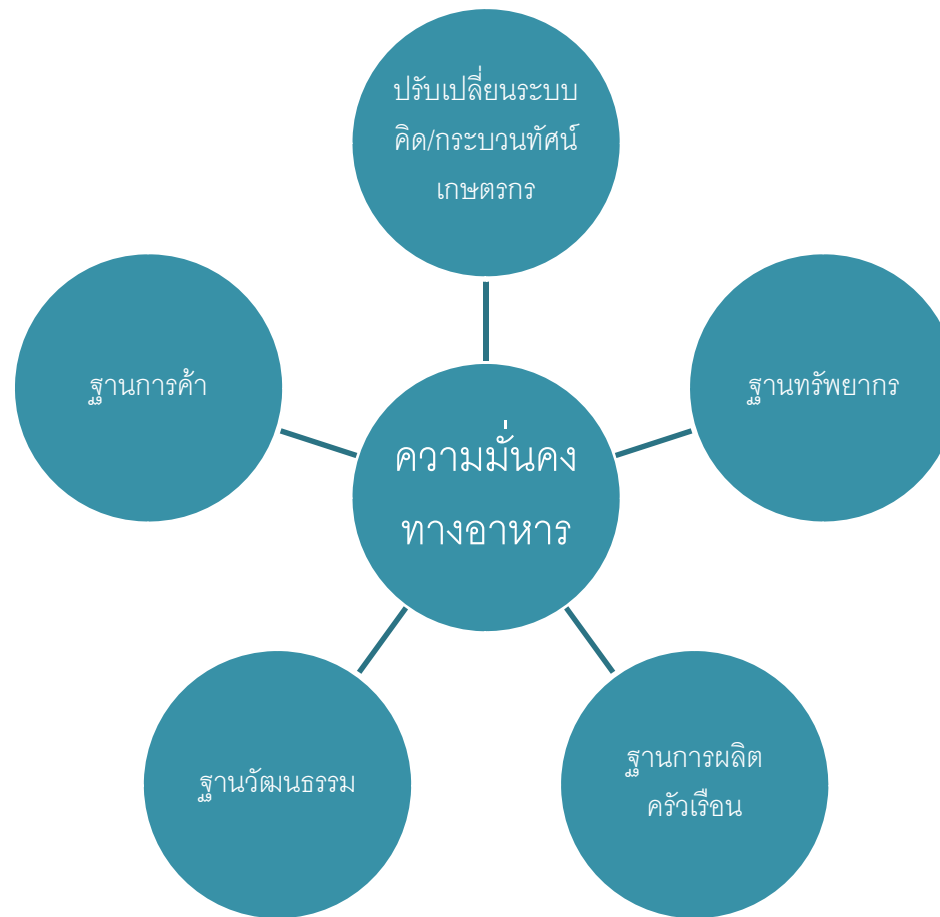 ปรับเปลี่ยนระบบ
คิด/กระบวนทัศน์
เกษตรกร
ฐานการค้า
ฐานทรัพยากร
ความมั่นคง
ทางอาหาร
ฐานวัฒนธรรม
ฐานการผลิต
ครัวเรือน